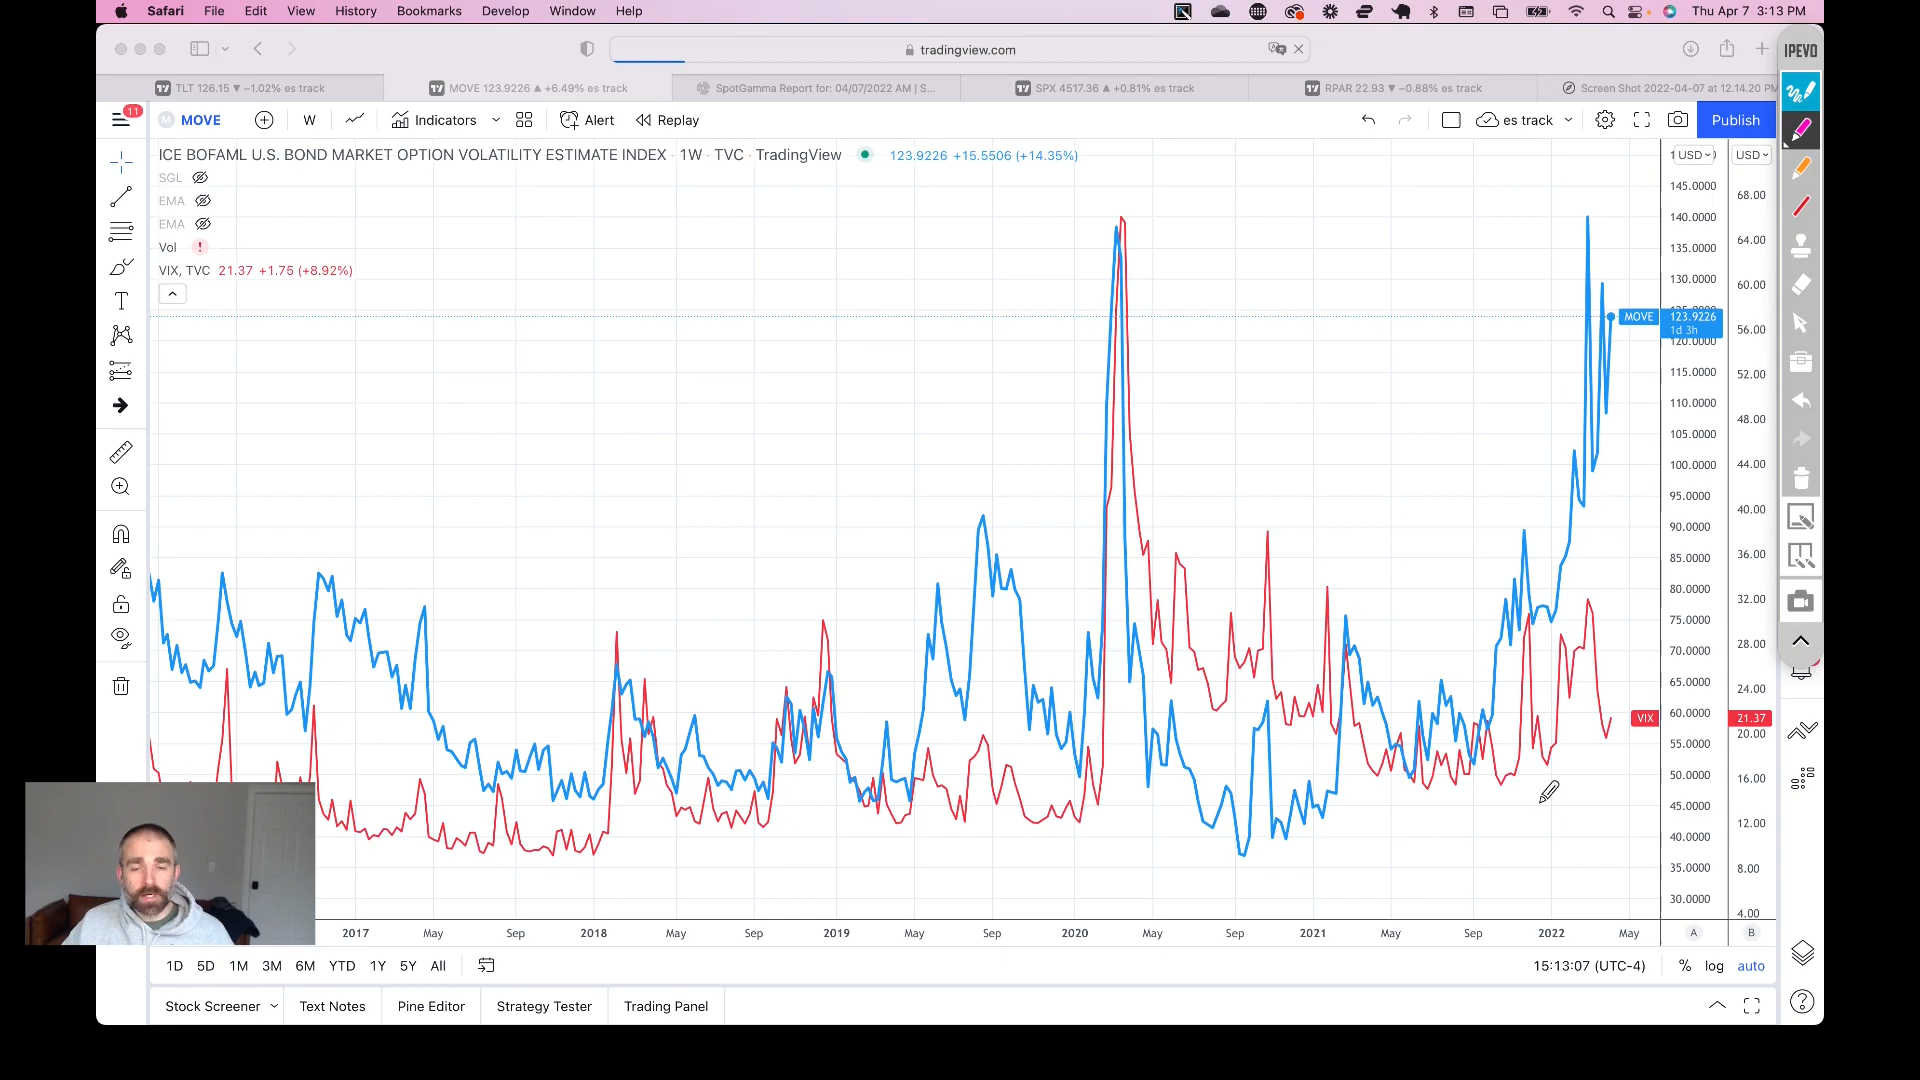 Safari File Edit View History Bookmarks Develop Window Help Thu Apr 7 3:13 PM
tradingview.com
IPEVO
TLT 126.15 ▼ −1.02% es track MOVE 123.9226 ▲ +6.49% es track SpotGamma Report for: 04/07/2022 AM | S... SPX 4517.36 ▲ +0.81% es track RPAR 22.93 ▼ −0.88% es track Screen Shot 2022-04-07 at 12.14.20 PM
11 M MOVE W Indicators Alert Replay es track Publish
ICE BOFAML U.S. BOND MARKET OPTION VOLATILITY ESTIMATE INDEX · 1W · TVC · TradingView 123.9226 +15.5506 (+14.35%) USD USD
SGL
EMA
EMA
Vol !
VIX, TVC 21.37 +1.75 (+8.92%)
145.0000
140.0000
135.0000
130.0000
MOVE 123.9226
1d 3h
120.0000
115.0000
110.0000
105.0000
100.0000
95.0000
90.0000
85.0000
80.0000
75.0000
70.0000
65.0000
60.0000
55.0000
50.0000
45.0000
40.0000
35.0000
30.0000
68.00
64.00
60.00
56.00
52.00
48.00
44.00
40.00
36.00
32.00
28.00
24.00
VIX 21.37
20.00
16.00
12.00
8.00
4.00
2017 May Sep 2018 May Sep 2019 May Sep 2020 May Sep 2021 May Sep 2022 May A B
1D 5D 1M 3M 6M YTD 1Y 5Y All 15:13:07 (UTC-4) % log auto
Stock Screener Text Notes Pine Editor Strategy Tester Trading Panel